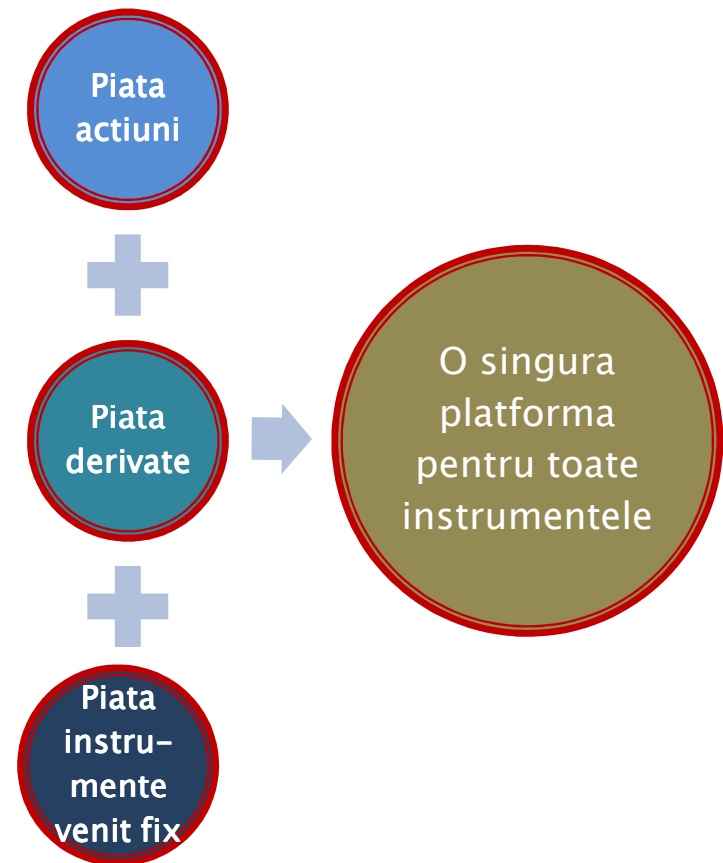 Piata
actiuni
Piata
derivate
O singura
platforma
pentru toate
instrumentele
Piata
instru-
mente
venit fix